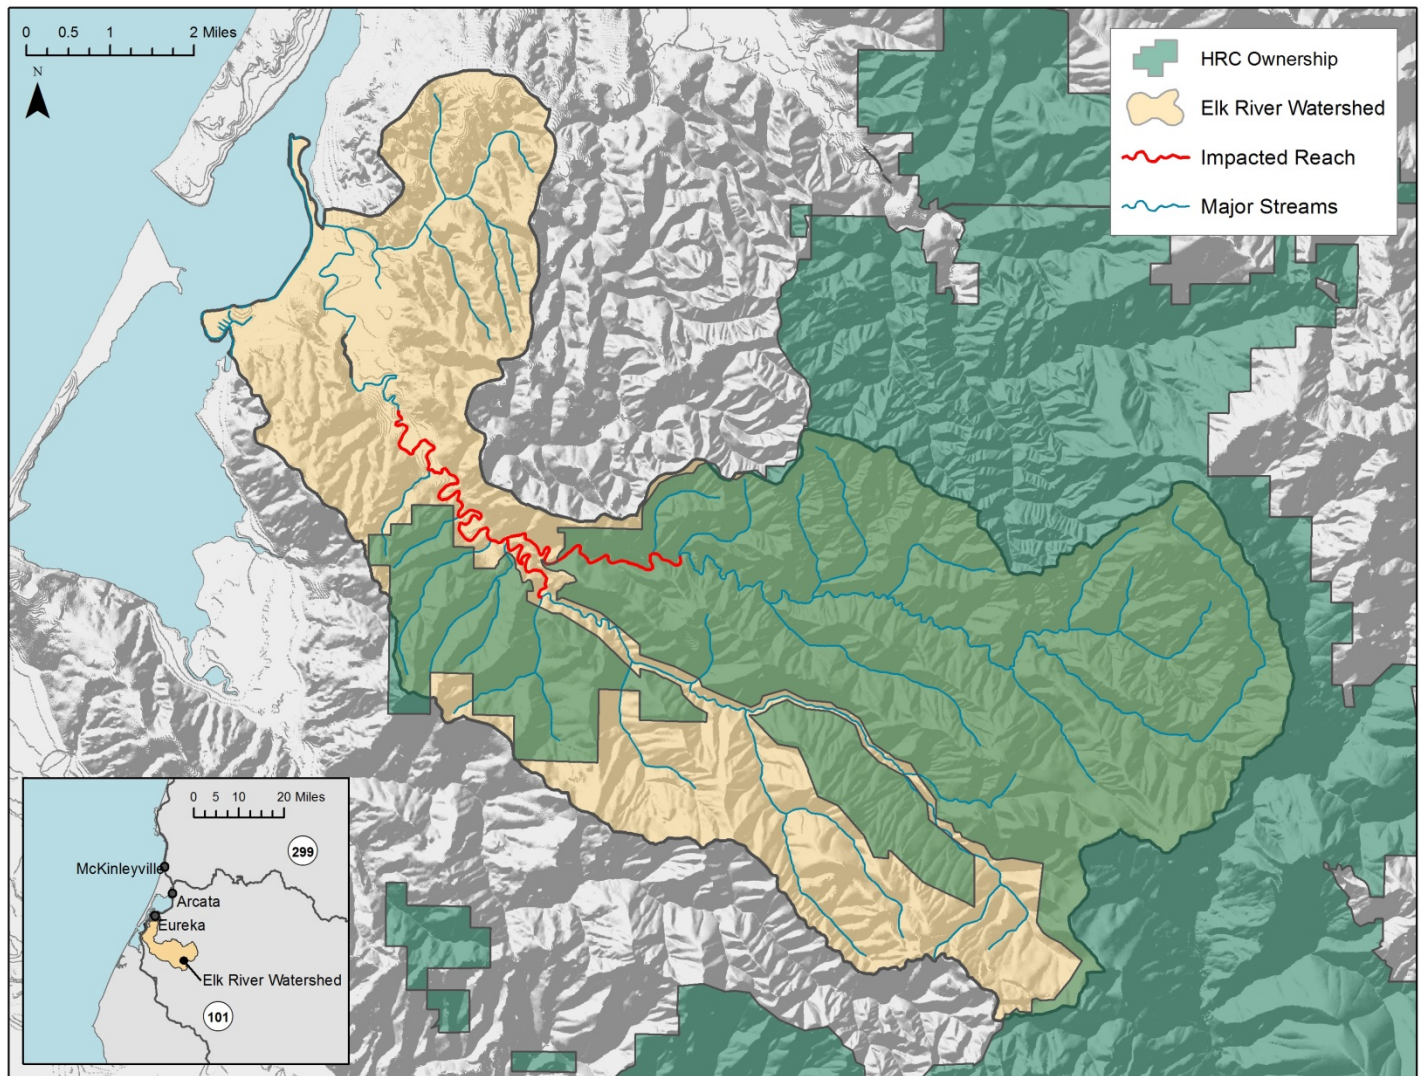 0 0.5 1 2 Miles
N
HRC Ownership
Elk River Watershed
Impacted Reach
Major Streams
0 5 10 20 Miles
299
McKinleyville
Arcata
Eureka
Elk River Watershed
101